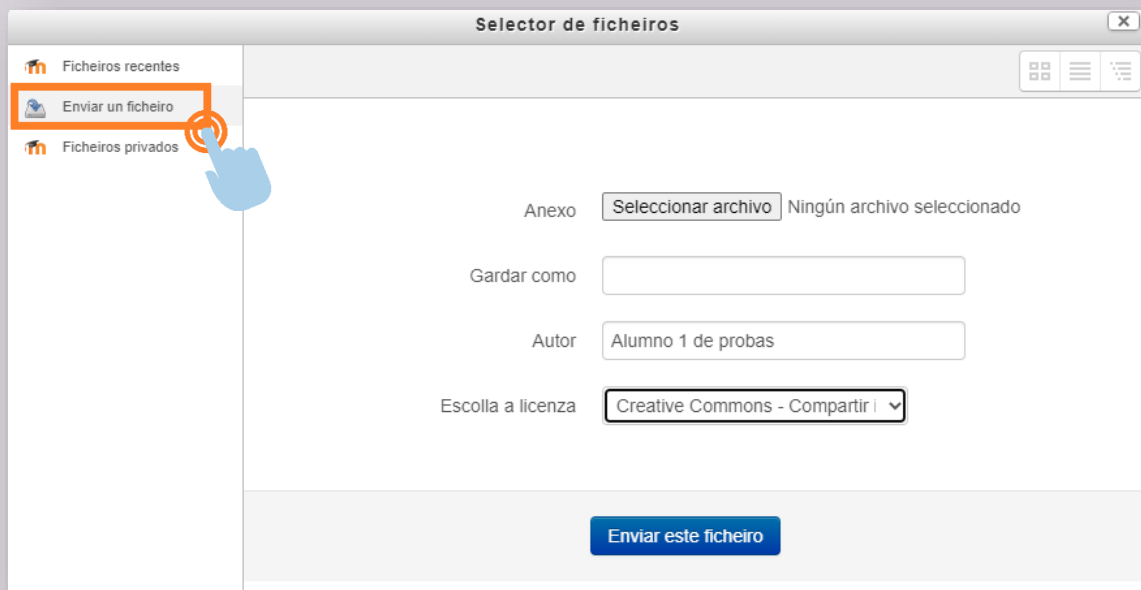 Selector de ficheiros
Ficheiros recentes
Enviar un ficheiro
Ficheiros privados
Anexo Seleccionar archivo Ningún archivo seleccionado
Gardar como
Autor Alumno 1 de probas
Escolla a licenza Creative Commons - Compartir
Enviar este ficheiro